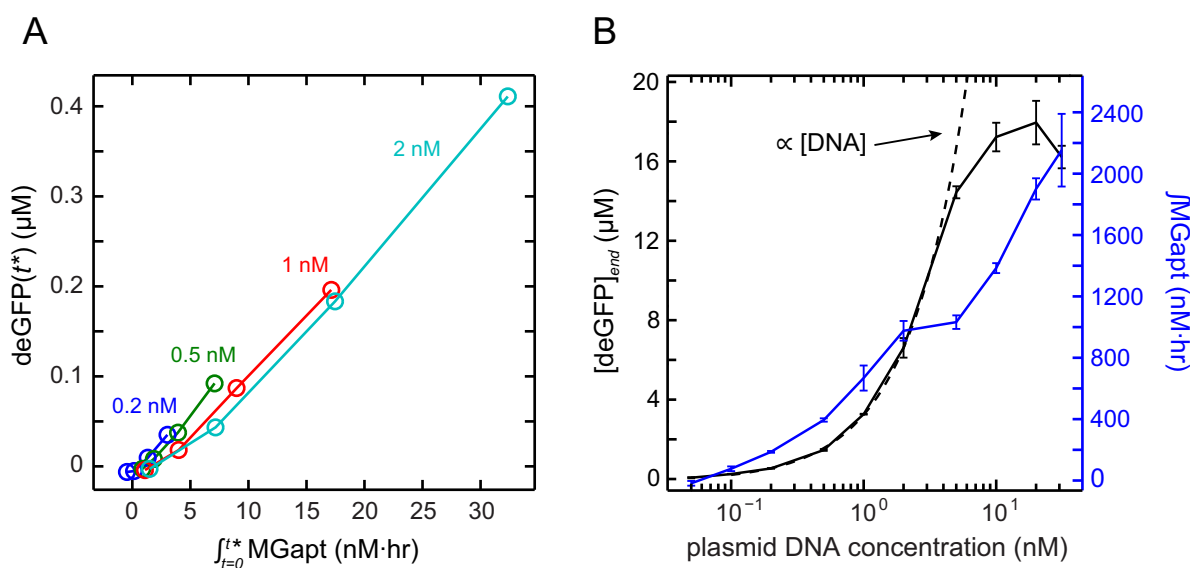 A
deGFP(t*) (μM)
0.4
0.3
0.2
0.1
0
0.2 nM
0.5 nM
1 nM
2 nM
0 5 10 15 20 25 30
∫t=0t* MGapt (nM·hr)
B
[deGFP]end (μM)
20
16
12
8
4
0
∝ [DNA]
2400
2000
1600
1200
800
400
0
∫MGapt (nM·hr)
10−1 100 101
plasmid DNA concentration (nM)